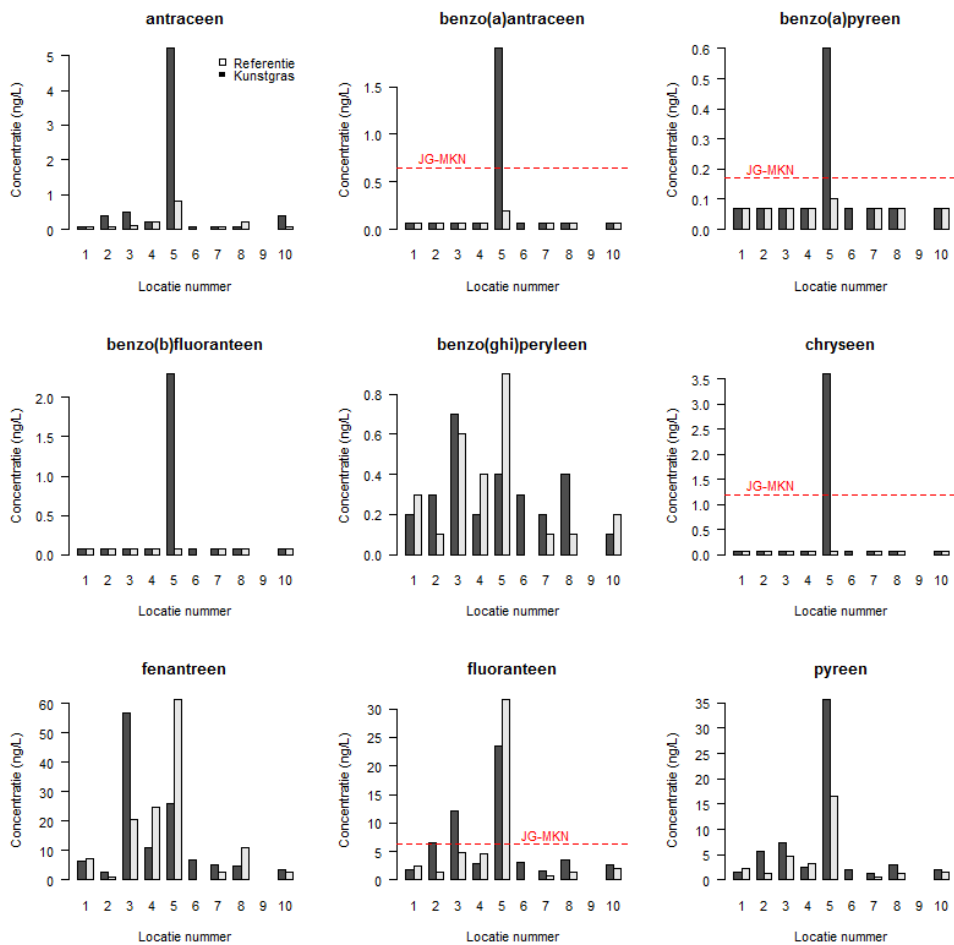 antraceen
Concentratie (ng/L)
5
4
3
2
1
0
Referentie
Kunstgras
1 2 3 4 5 6 7 8 9 10
Locatie nummer
benzo(a)antraceen
Concentratie (ng/L)
1.5
1.0
0.5
0.0
JG-MKN
1 2 3 4 5 6 7 8 9 10
Locatie nummer
benzo(a)pyreen
Concentratie (ng/L)
0.6
0.5
0.4
0.3
0.2
0.1
0.0
JG-MKN
1 2 3 4 5 6 7 8 9 10
Locatie nummer
benzo(b)fluoranteen
Concentratie (ng/L)
2.0
1.5
1.0
0.5
0.0
1 2 3 4 5 6 7 8 9 10
Locatie nummer
benzo(ghi)peryleen
Concentratie (ng/L)
0.8
0.6
0.4
0.2
0.0
1 2 3 4 5 6 7 8 9 10
Locatie nummer
chryseen
Concentratie (ng/L)
3.5
3.0
2.5
2.0
1.5
1.0
0.5
0.0
JG-MKN
1 2 3 4 5 6 7 8 9 10
Locatie nummer
fenantreen
Concentratie (ng/L)
60
50
40
30
20
10
0
1 2 3 4 5 6 7 8 9 10
Locatie nummer
fluoranteen
Concentratie (ng/L)
30
25
20
15
10
5
0
JG-MKN
1 2 3 4 5 6 7 8 9 10
Locatie nummer
pyreen
Concentratie (ng/L)
35
30
25
20
15
10
5
0
1 2 3 4 5 6 7 8 9 10
Locatie nummer